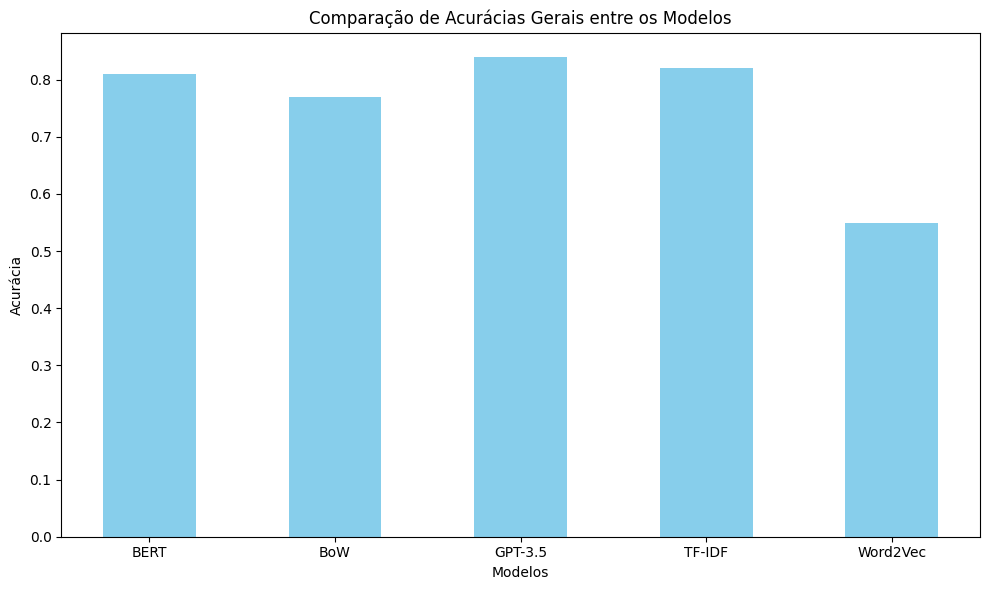 Comparação de Acurácias Gerais entre os Modelos
Acurácia
0.8
0.7
0.6
0.5
0.4
0.3
0.2
0.1
0.0
BERT BoW GPT-3.5 TF-IDF Word2Vec
Modelos